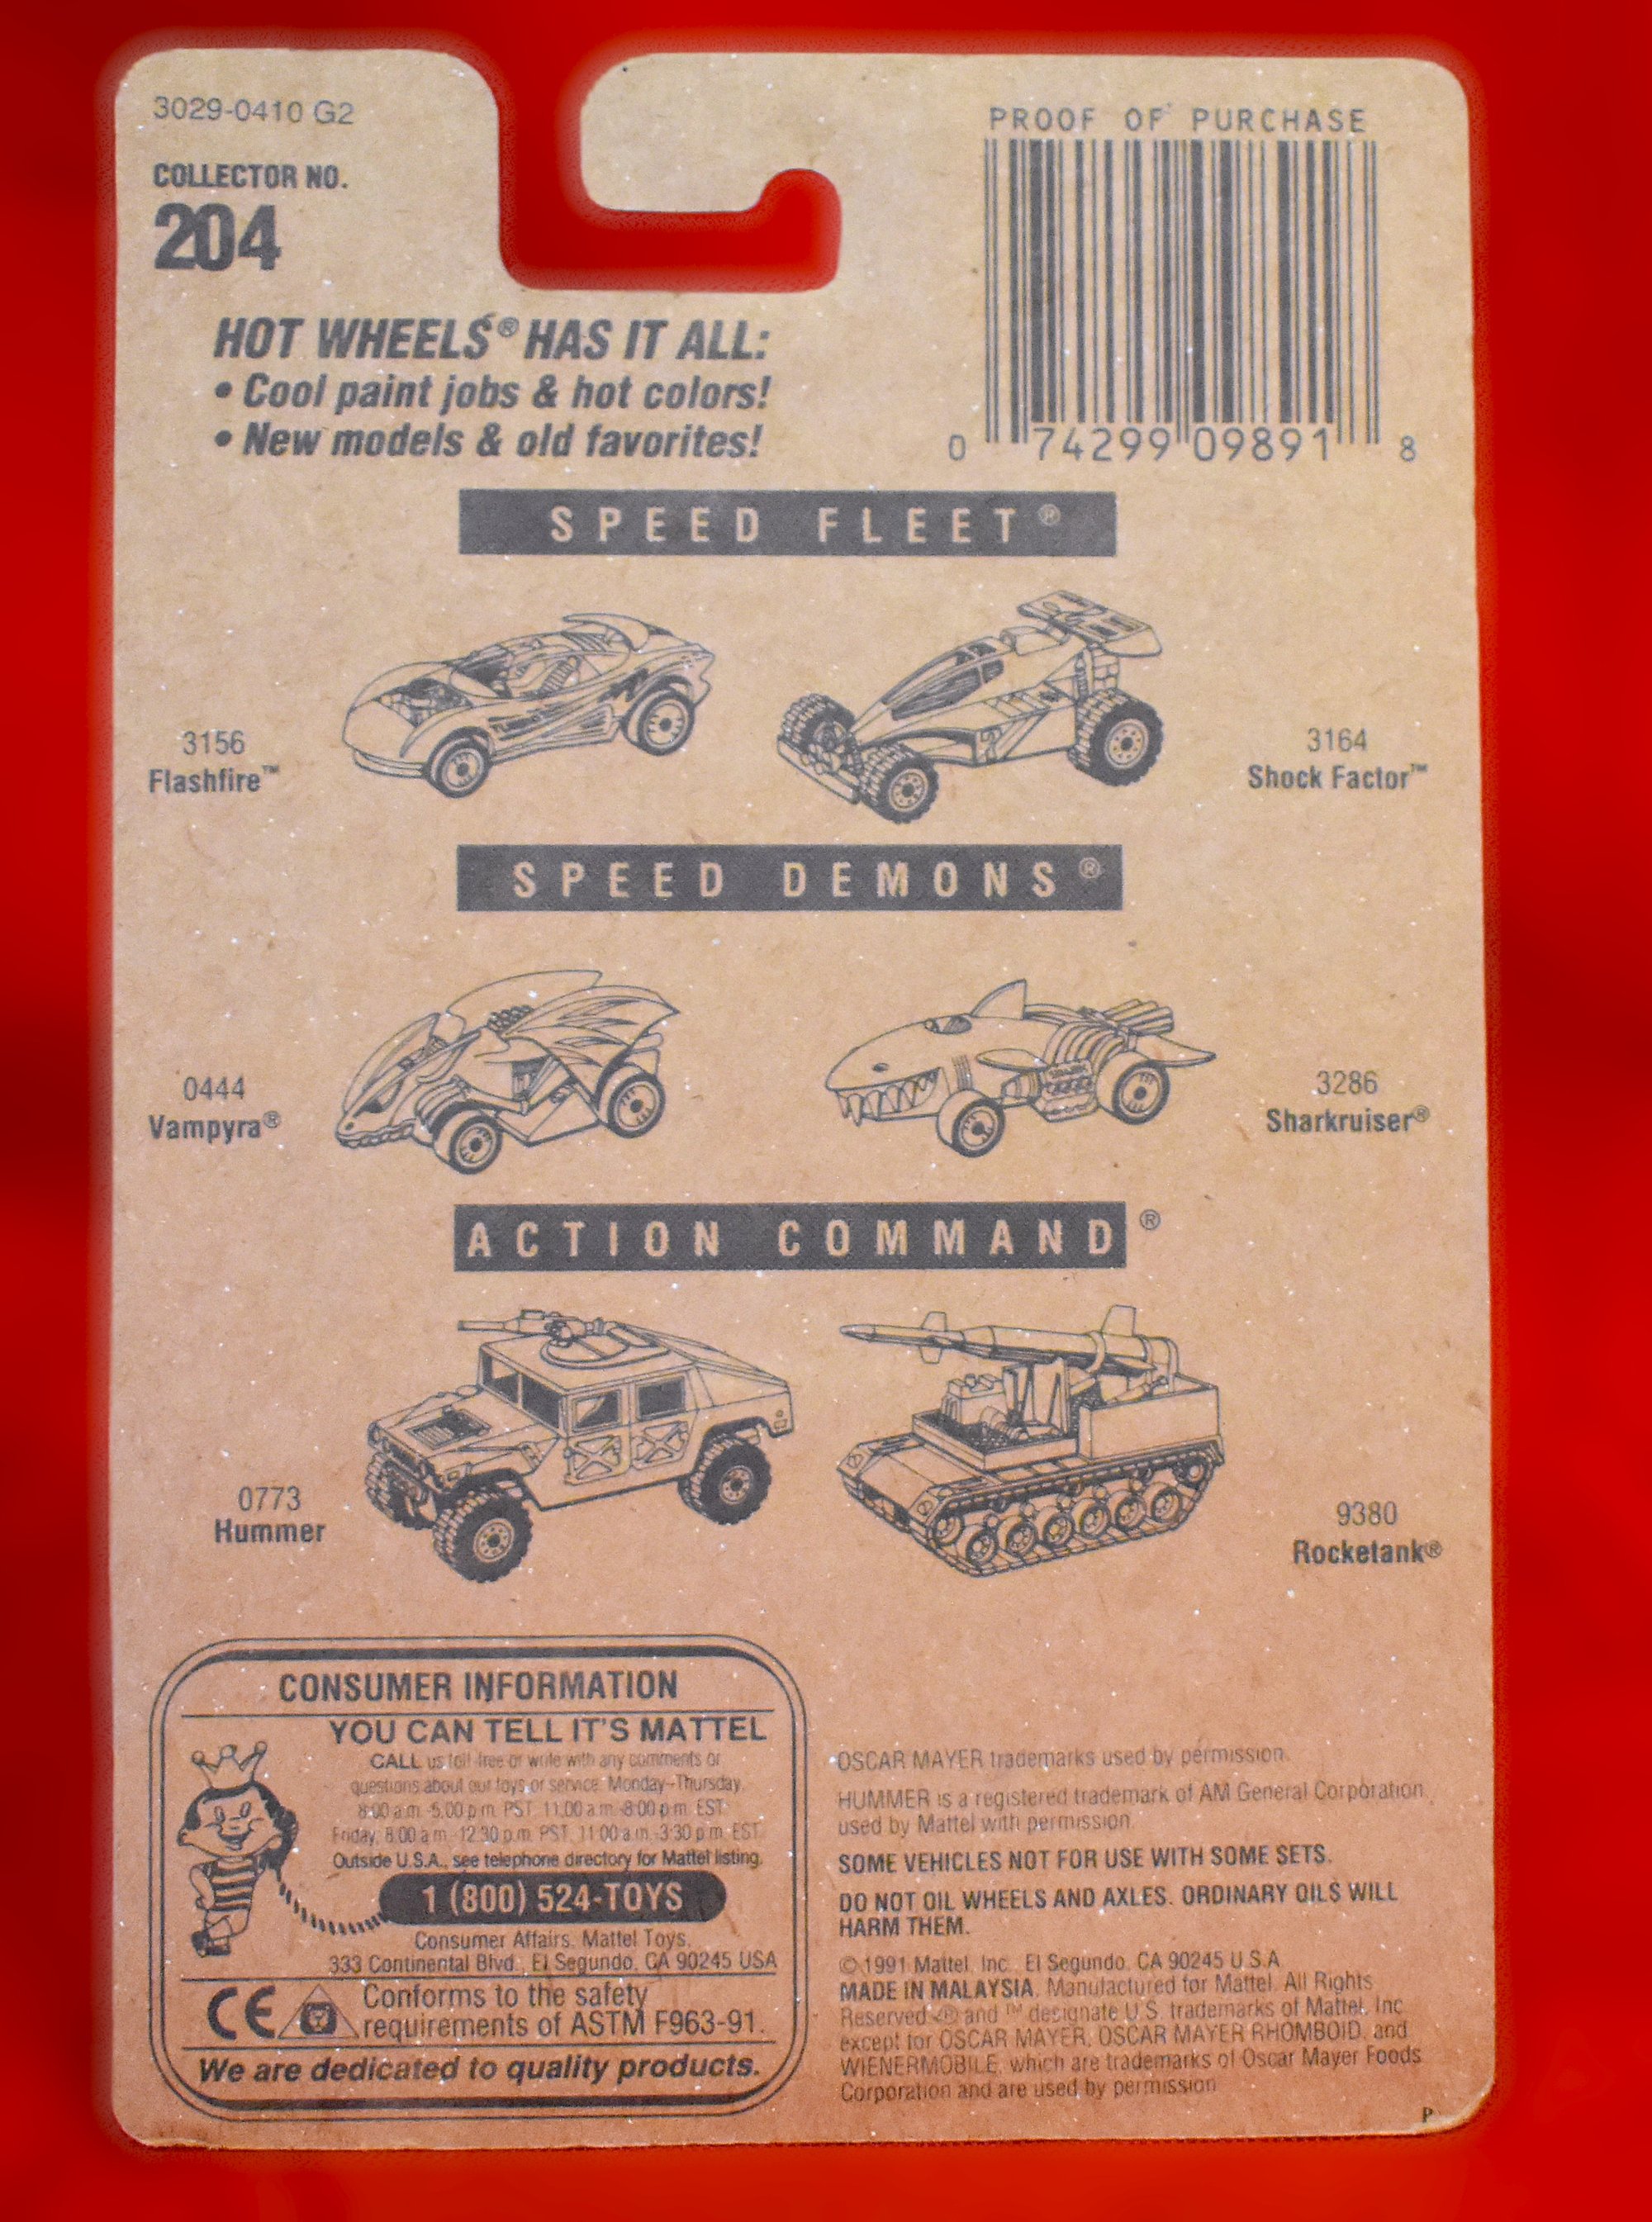 3029-0410 G2
COLLECTOR NO.
204
PROOF OF PURCHASE
0 74299 09891 8
HOT WHEELS® HAS IT ALL:
• Cool paint jobs & hot colors!
• New models & old favorites!
SPEED FLEET®
3156
Flashfire™
3164
Shock Factor™
SPEED DEMONS®
0444
Vampyra®
3286
Sharkruiser®
ACTION COMMAND®
0773
Hummer
9380
Rocketank®
CONSUMER INFORMATION
YOU CAN TELL IT'S MATTEL
CALL us toll-free or write with any comments or
questions about our toys or service: Monday–Thursday,
8:00 a.m.-5:00 p.m. PST, 11:00 a.m.-8:00 p.m. EST
Friday, 8:00 a.m.-12:30 p.m. PST, 11:00 a.m.-3:30 p.m. EST
Outside U.S.A., see telephone directory for Mattel listing.
1 (800) 524-TOYS
Consumer Affairs, Mattel Toys,
333 Continental Blvd., El Segundo, CA 90245 USA
CE
Conforms to the safety
requirements of ASTM F963-91.
We are dedicated to quality products.
OSCAR MAYER trademarks used by permission.
HUMMER is a registered trademark of AM General Corporation,
used by Mattel with permission.
SOME VEHICLES NOT FOR USE WITH SOME SETS.
DO NOT OIL WHEELS AND AXLES. ORDINARY OILS WILL
HARM THEM.
© 1991 Mattel, Inc., El Segundo, CA 90245 U.S.A.
MADE IN MALAYSIA. Manufactured for Mattel. All Rights
Reserved. ® and ™ designate U.S. trademarks of Mattel, Inc.
except for OSCAR MAYER, OSCAR MAYER RHOMBOID, and
WIENERMOBILE, which are trademarks of Oscar Mayer Foods
Corporation and are used by permission
P